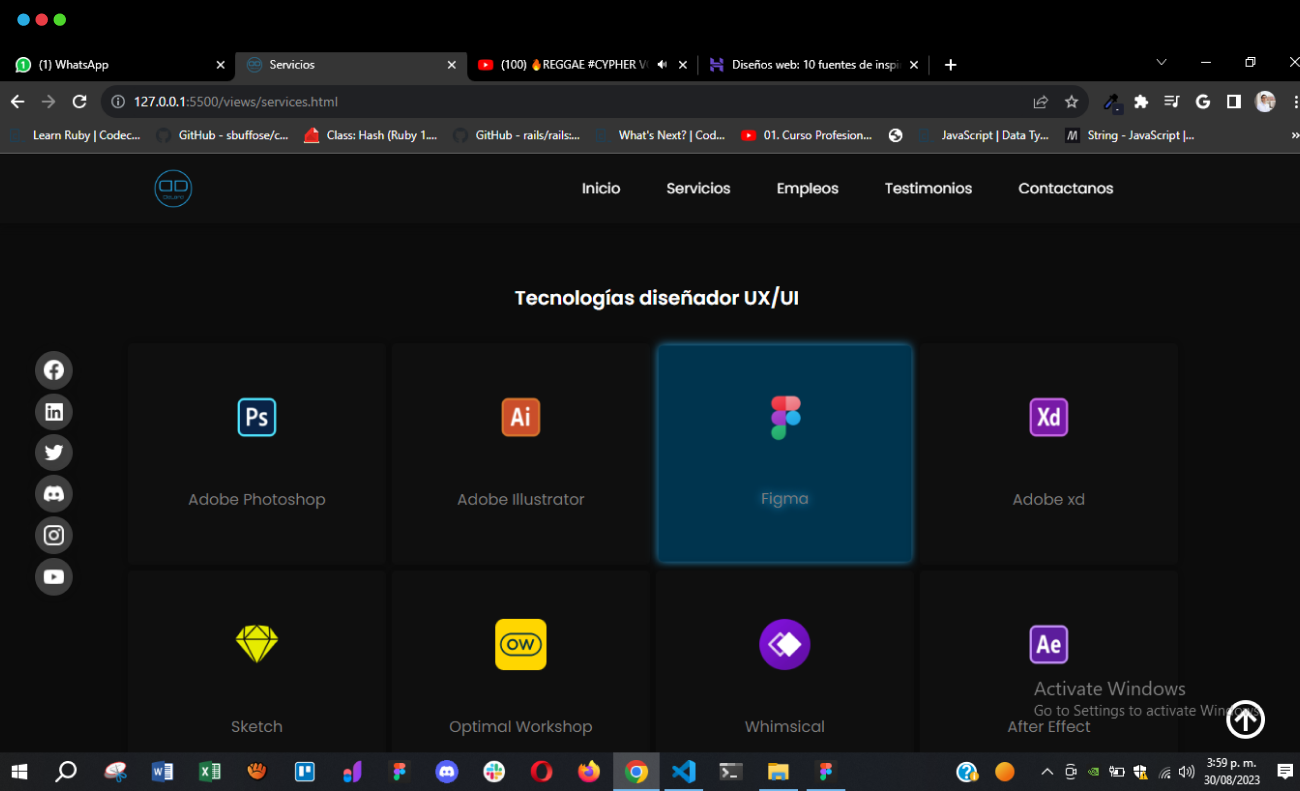 (1) WhatsApp
Servicios
(100) 🔥REGGAE #CYPHER
Diseños web: 10 fuentes de inspi
127.0.0.1:5500/views/services.html
Learn Ruby | Codec...
GitHub - sbuffose/c...
Class: Hash (Ruby 1....
GitHub - rails/rails:...
What's Next? | Cod...
01. Curso Profesion...
JavaScript | Data Ty...
String - JavaScript |...
Inicio
Servicios
Empleos
Testimonios
Contactanos
Tecnologías diseñador UX/UI
Ps
Ai
Xd
Adobe Photoshop
Adobe Illustrator
Figma
Adobe xd
OW
Ae
Sketch
Optimal Workshop
Whimsical
After Effect
Activate Windows
Go to Settings to activate Windows.
3:59 p. m.
30/08/2023